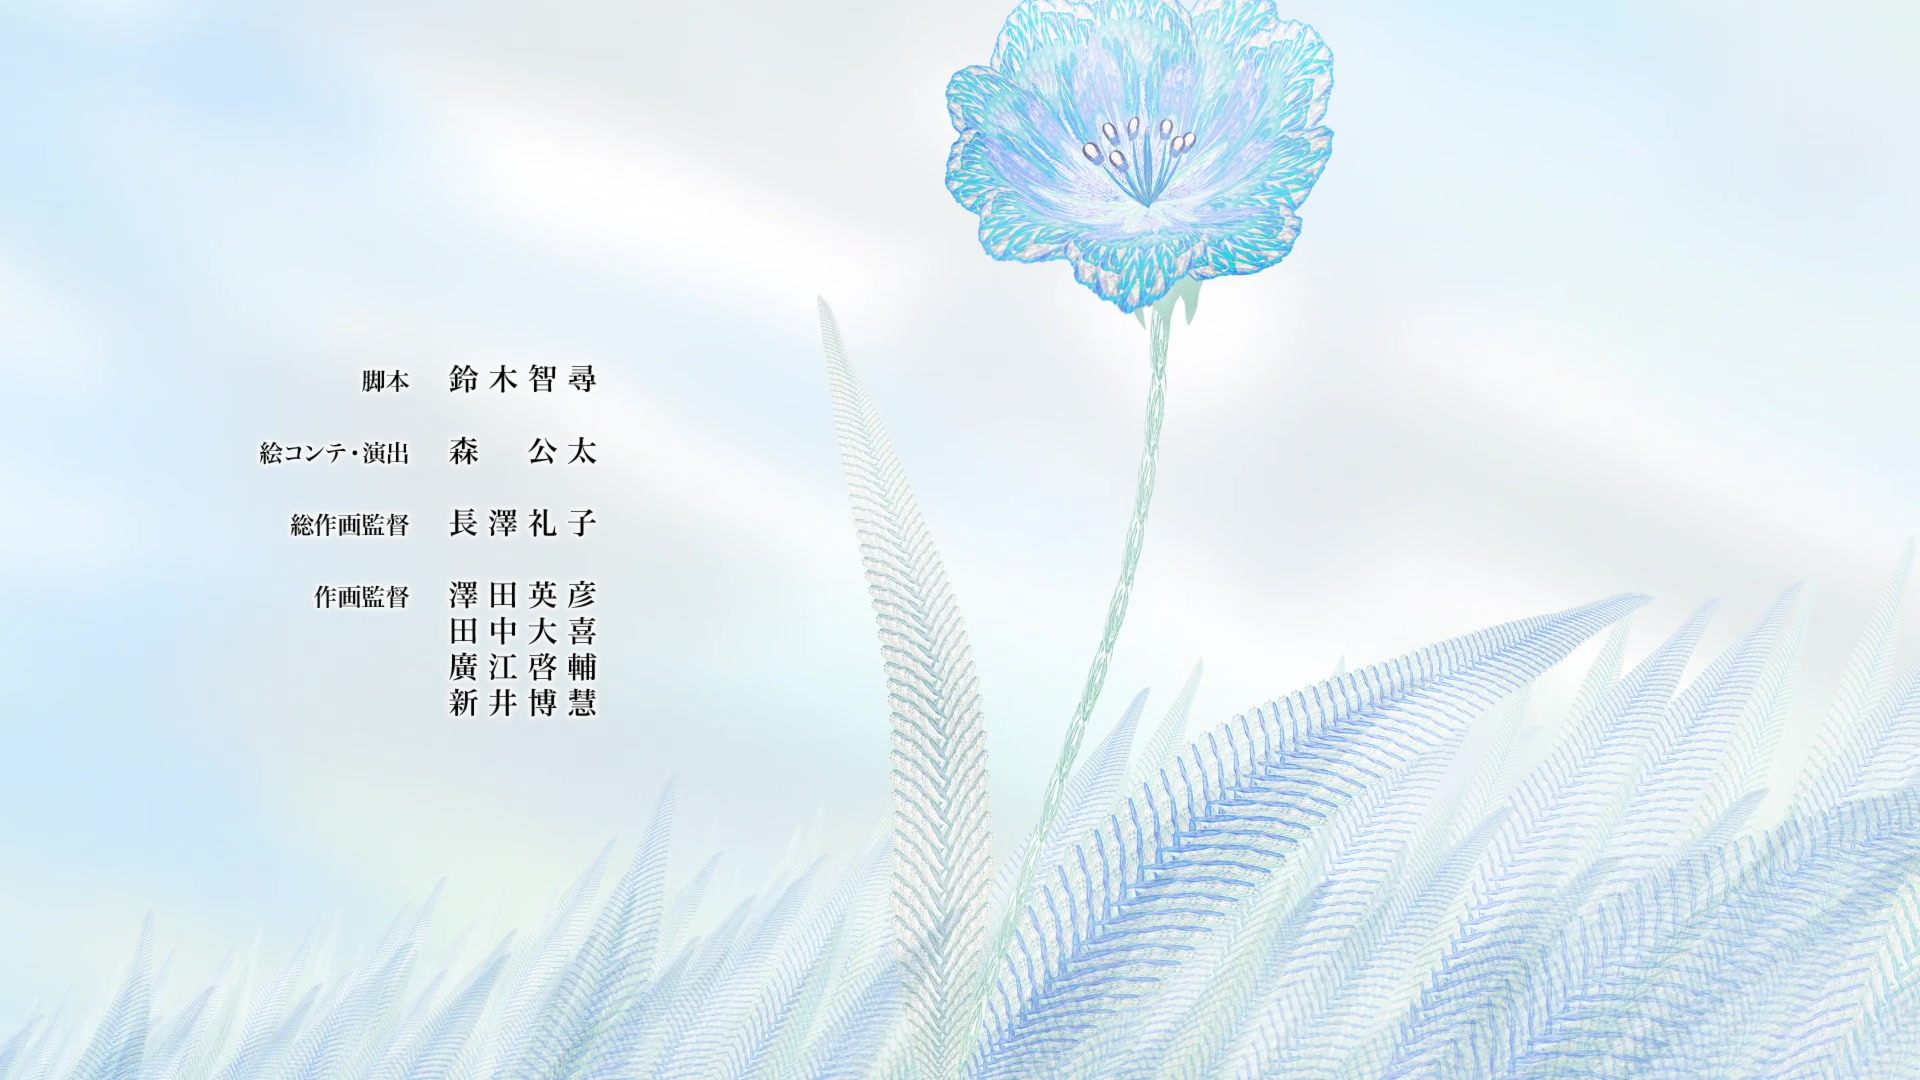 脚本 鈴木智尋
絵コンテ・演出 森 公太
総作画監督 長澤礼子
作画監督 澤田英彦
田中大喜
廣江啓輔
新井博慧